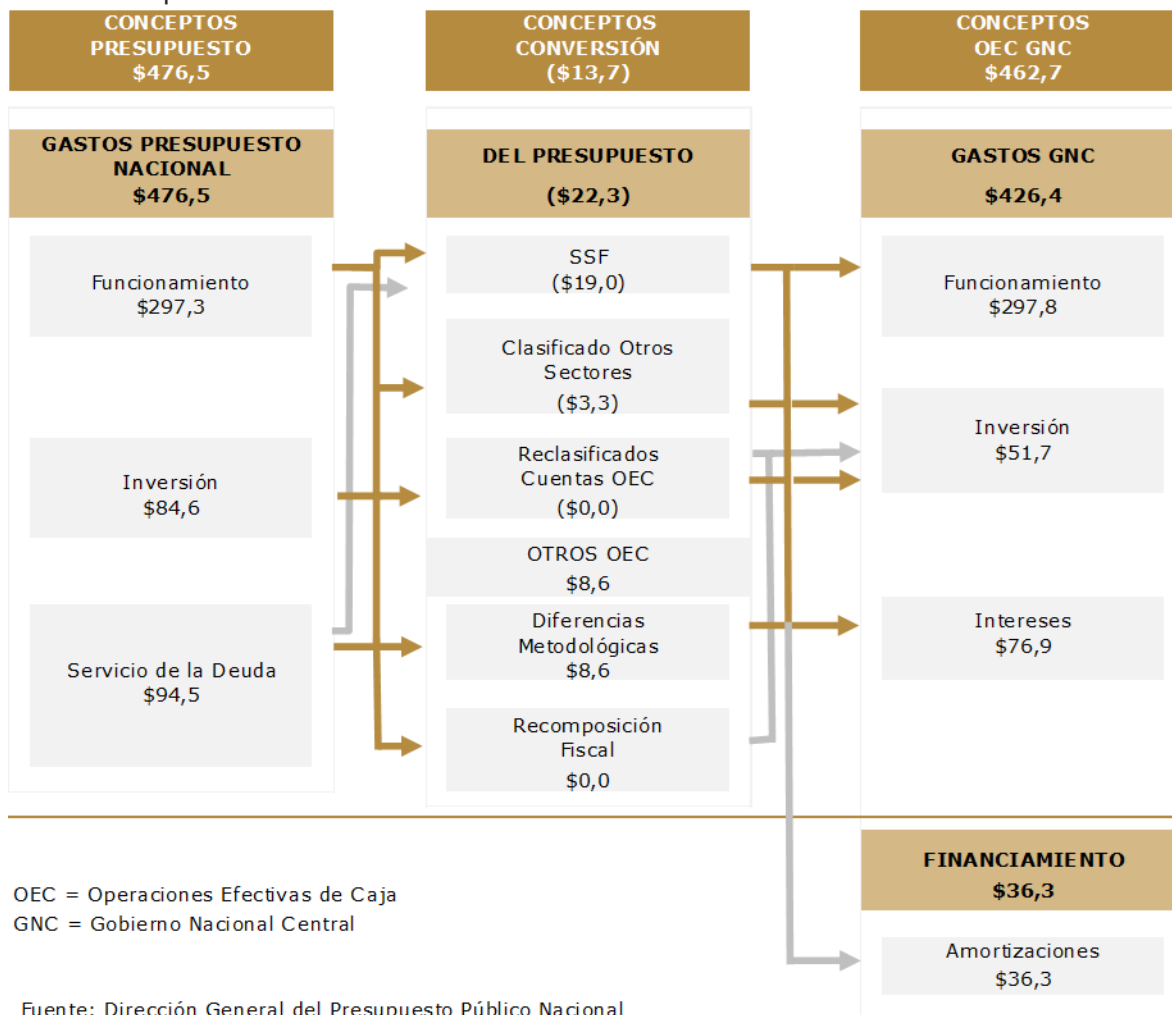 CONCEPTOS
PRESUPUESTO
$476,5
GASTOS PRESUPUESTO
NACIONAL
$476,5
Funcionamiento
$297,3
Inversión
$84,6
Servicio de la Deuda
$94,5
CONCEPTOS
CONVERSIÓN
($13,7)
DEL PRESUPUESTO
($22,3)
SSF
($19,0)
Clasificado Otros
Sectores
($3,3)
Reclasificados
Cuentas OEC
($0,0)
OTROS OEC
$8,6
Diferencias
Metodológicas
$8,6
Recomposición
Fiscal
$0,0
CONCEPTOS
OEC GNC
$462,7
GASTOS GNC
$426,4
Funcionamiento
$297,8
Inversión
$51,7
Intereses
$76,9
FINANCIAMIENTO
$36,3
Amortizaciones
$36,3
OEC = Operaciones Efectivas de Caja
GNC = Gobierno Nacional Central
Fuente: Dirección General del Presupuesto Público Nacional